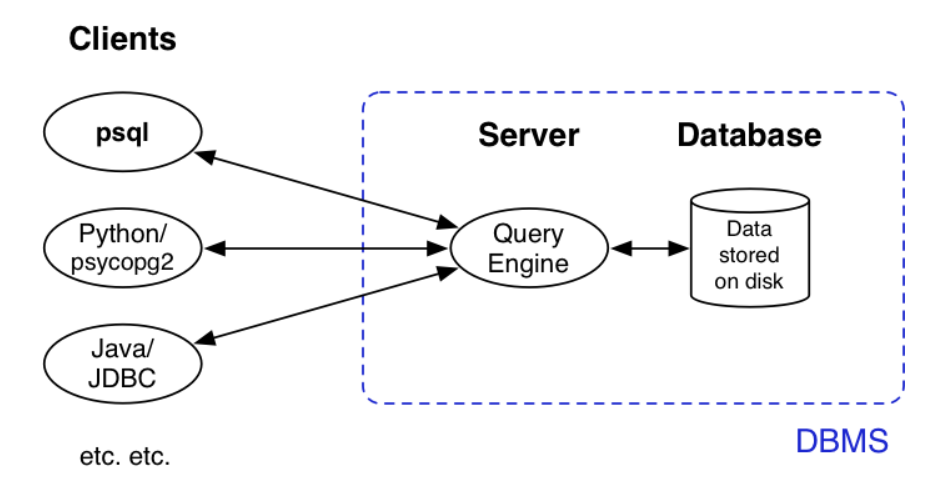 Clients
psql
Python/
psycopg2
Java/
JDBC
etc. etc.
Server
Query
Engine
Database
Data
stored
on disk
DBMS